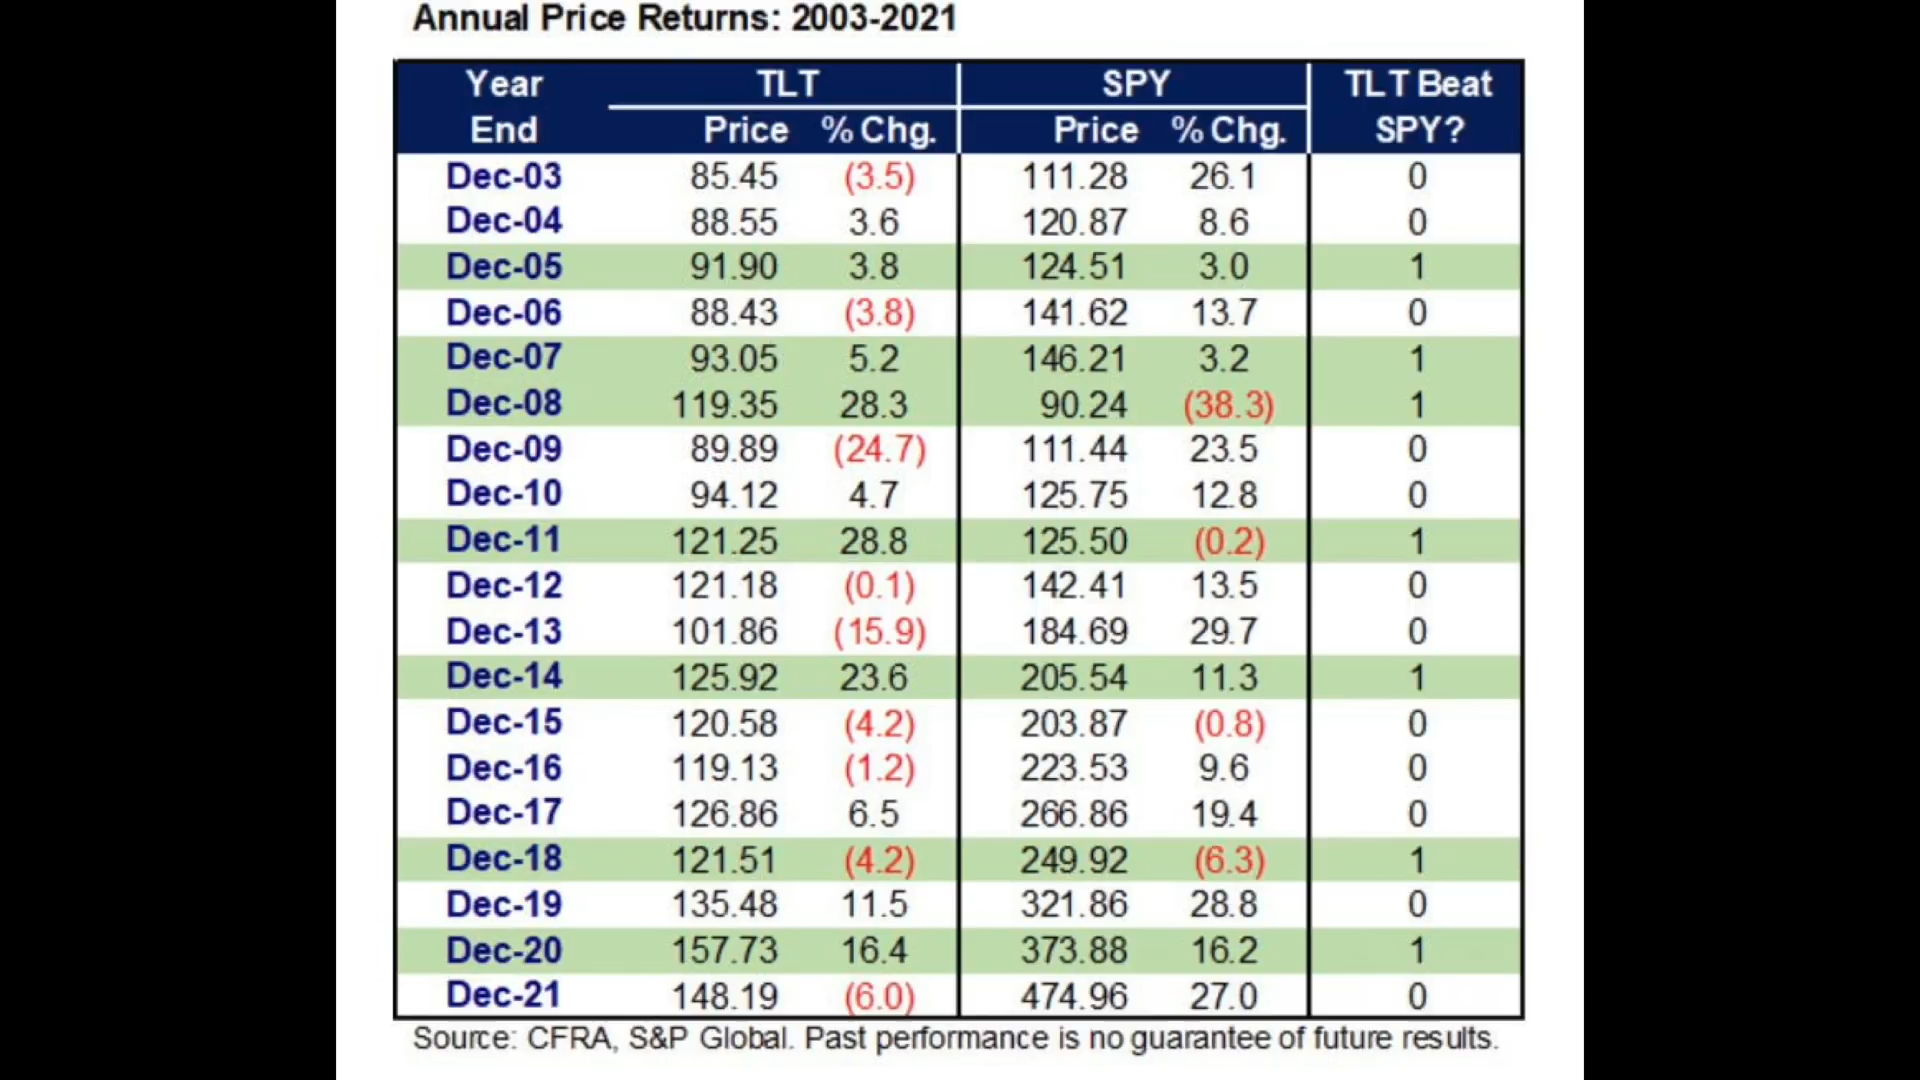 Annual Price Returns: 2003-2021
Year TLT SPY TLT Beat
End Price % Chg. Price % Chg. SPY?
Dec-03 85.45 (3.5) 111.28 26.1 0
Dec-04 88.55 3.6 120.87 8.6 0
Dec-05 91.90 3.8 124.51 3.0 1
Dec-06 88.43 (3.8) 141.62 13.7 0
Dec-07 93.05 5.2 146.21 3.2 1
Dec-08 119.35 28.3 90.24 (38.3) 1
Dec-09 89.89 (24.7) 111.44 23.5 0
Dec-10 94.12 4.7 125.75 12.8 0
Dec-11 121.25 28.8 125.50 (0.2) 1
Dec-12 121.18 (0.1) 142.41 13.5 0
Dec-13 101.86 (15.9) 184.69 29.7 0
Dec-14 125.92 23.6 205.54 11.3 1
Dec-15 120.58 (4.2) 203.87 (0.8) 0
Dec-16 119.13 (1.2) 223.53 9.6 0
Dec-17 126.86 6.5 266.86 19.4 0
Dec-18 121.51 (4.2) 249.92 (6.3) 1
Dec-19 135.48 11.5 321.86 28.8 0
Dec-20 157.73 16.4 373.88 16.2 1
Dec-21 148.19 (6.0) 474.96 27.0 0
Source: CFRA, S&P Global. Past performance is no guarantee of future results.